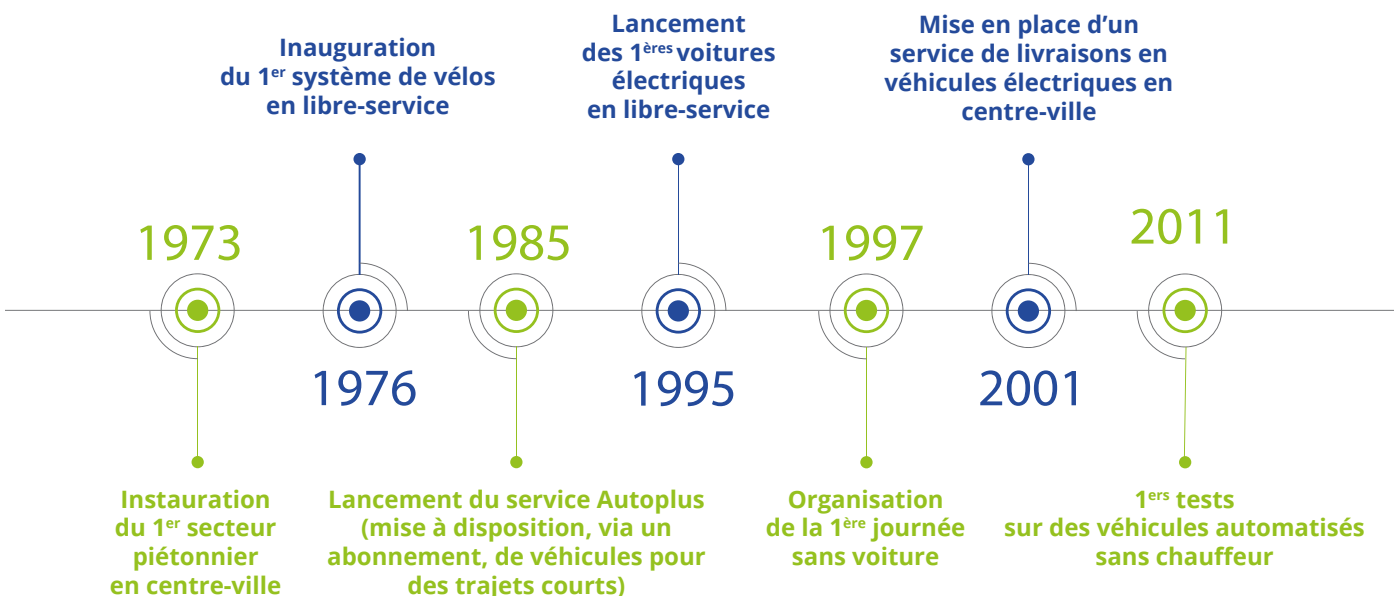 Inauguration
du 1er système de vélos
en libre-service
Lancement
des 1ères voitures
électriques
en libre-service
Mise en place d’un
service de livraisons en
véhicules électriques en
centre-ville
1973
1985
1997
2011
1976
1995
2001
Instauration
du 1er secteur
piétonnier
en centre-ville
Lancement du service Autoplus
(mise à disposition, via un
abonnement, de véhicules pour
des trajets courts)
Organisation
de la 1ère journée
sans voiture
1ers tests
sur des véhicules automatisés
sans chauffeur